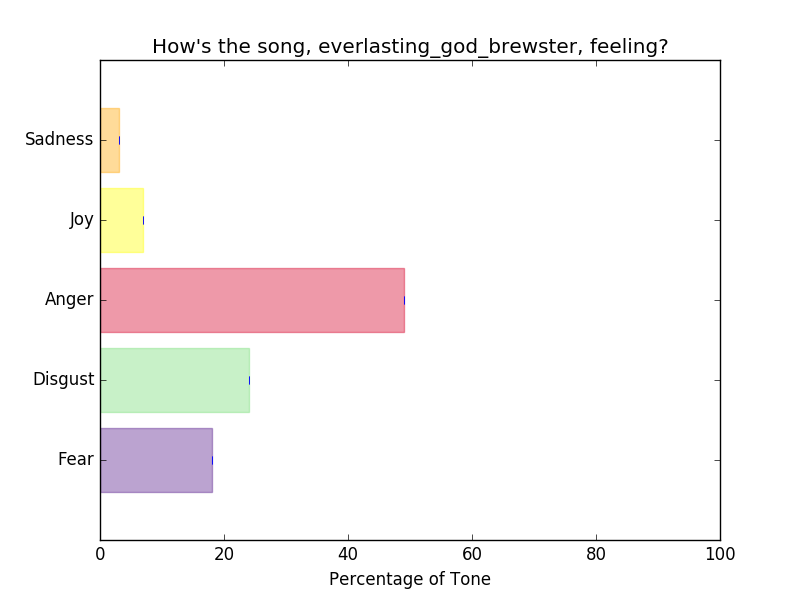 How's the song, everlasting_god_brewster, feeling?
Sadness
Joy
Anger
Disgust
Fear
0 20 40 60 80 100
Percentage of Tone